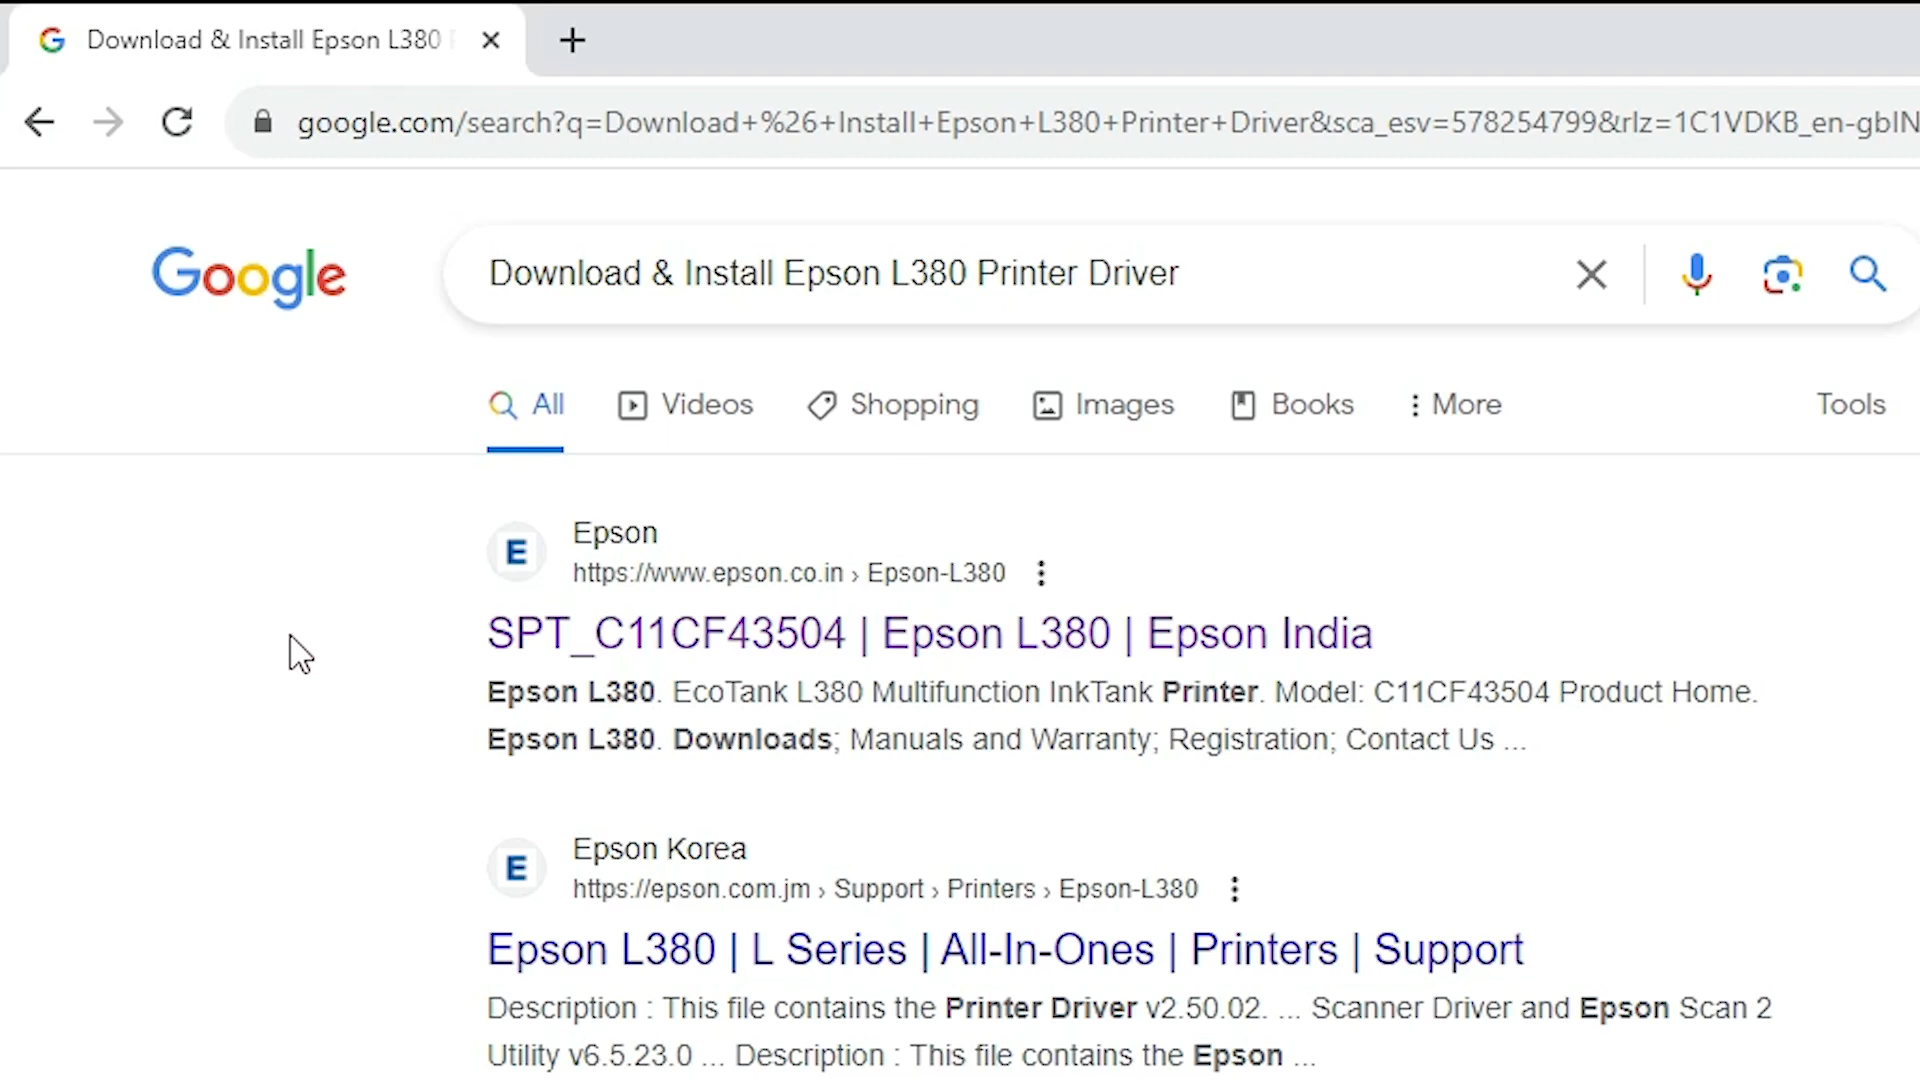 Download & Install Epson L380
google.com/search?q=Download+%26+Install+Epson+L380+Printer+Driver&sca_esv=578254799&rlz=1C1VDKB_en-gbIN
Google
Download & Install Epson L380 Printer Driver
All Videos Shopping Images Books More Tools
E
Epson
https://www.epson.co.in › Epson-L380
SPT_C11CF43504 | Epson L380 | Epson India
Epson L380. EcoTank L380 Multifunction InkTank Printer. Model: C11CF43504 Product Home.
Epson L380. Downloads; Manuals and Warranty; Registration; Contact Us ...
E
Epson Korea
https://epson.com.jm › Support › Printers › Epson-L380
Epson L380 | L Series | All-In-Ones | Printers | Support
Description : This file contains the Printer Driver v2.50.02. ... Scanner Driver and Epson Scan 2
Utility v6.5.23.0 ... Description : This file contains the Epson ...